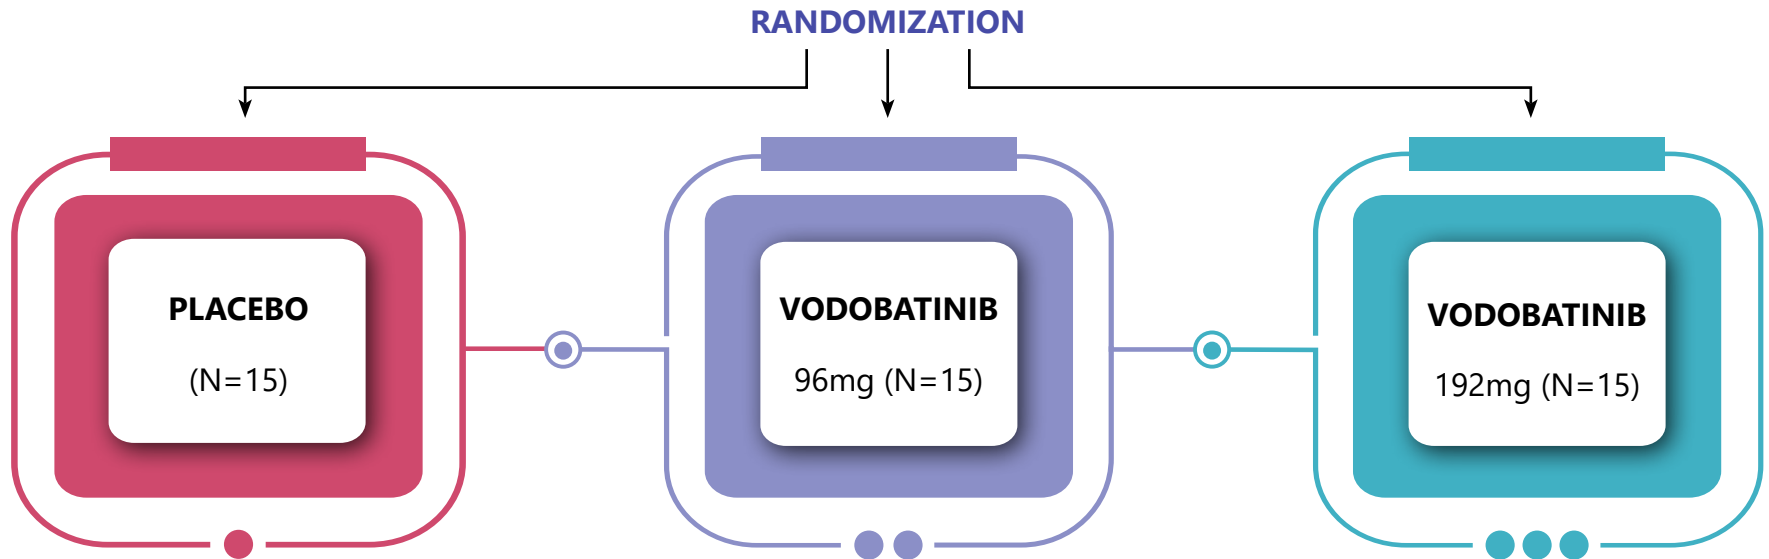 RANDOMIZATION
PLACEBO
(N=15)
VODOBATINIB
96mg (N=15)
VODOBATINIB
192mg (N=15)